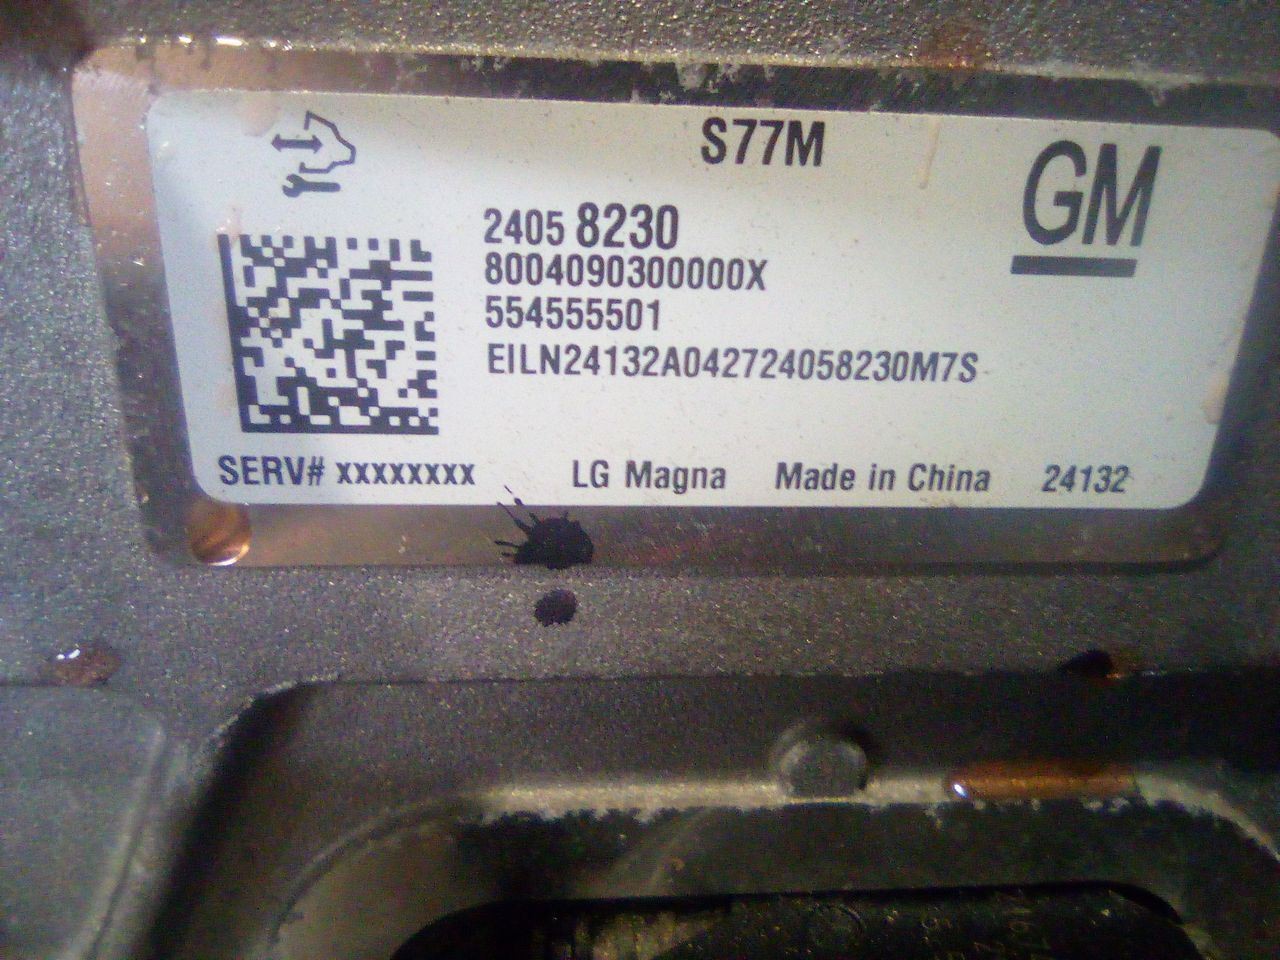 S77M
GM
2405 8230
8004090300000X
554555501
EILN24132A042724058230M7S
SERV# XXXXXXXX LG Magna Made in China 24132